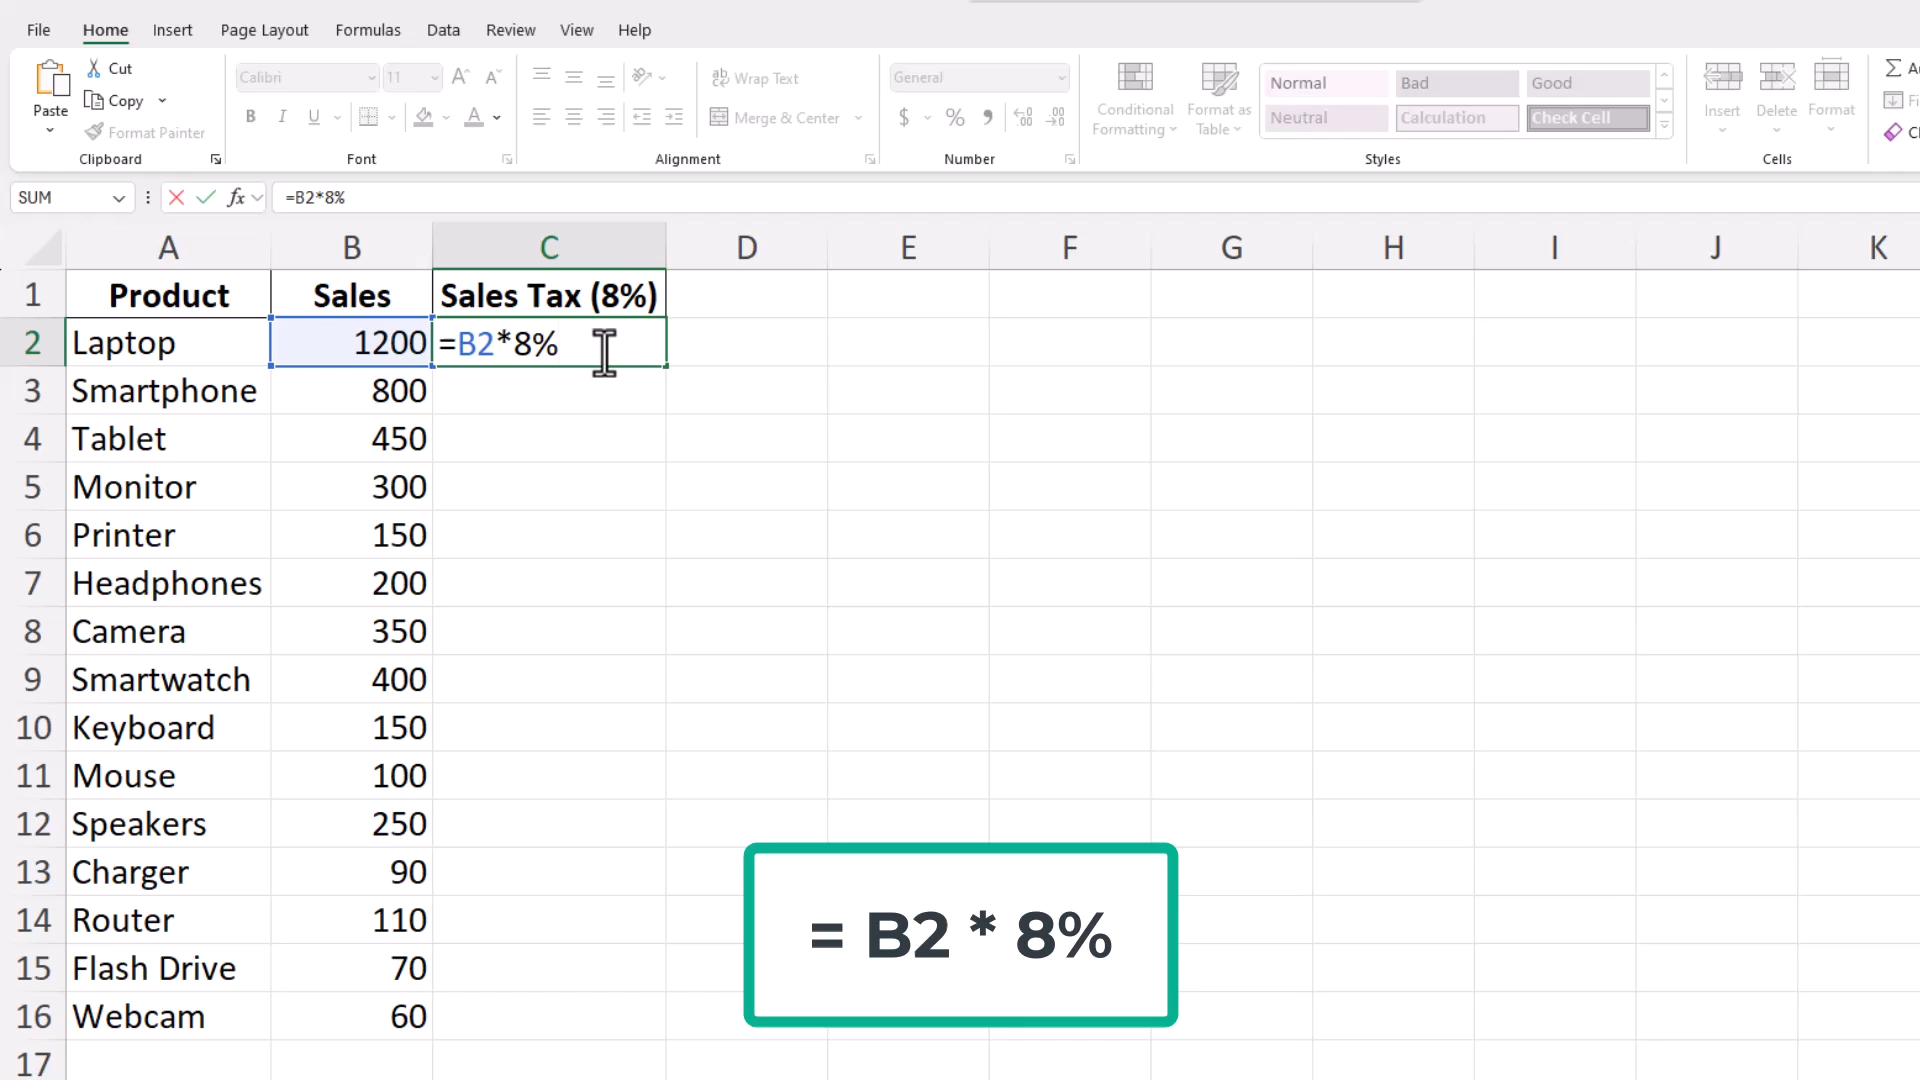 File Home Insert Page Layout Formulas Data Review View Help
Paste Cut Copy Format Painter Clipboard
Calibri 11 A A B I U A Font
ab Wrap Text Merge & Center Alignment
General $ % 9 .00 .00 Number
Conditional Formatting Format as Table
Normal Bad Good
Neutral Calculation Check Cell
Styles
Insert Delete Format
Cells
SUM fx =B2*8%
A B C D E F G H I J K
1 Product Sales Sales Tax (8%)
2 Laptop 1200 =B2*8%
3 Smartphone 800
4 Tablet 450
5 Monitor 300
6 Printer 150
7 Headphones 200
8 Camera 350
9 Smartwatch 400
10 Keyboard 150
11 Mouse 100
12 Speakers 250
13 Charger 90
14 Router 110
15 Flash Drive 70
16 Webcam 60
17
= B2 * 8%